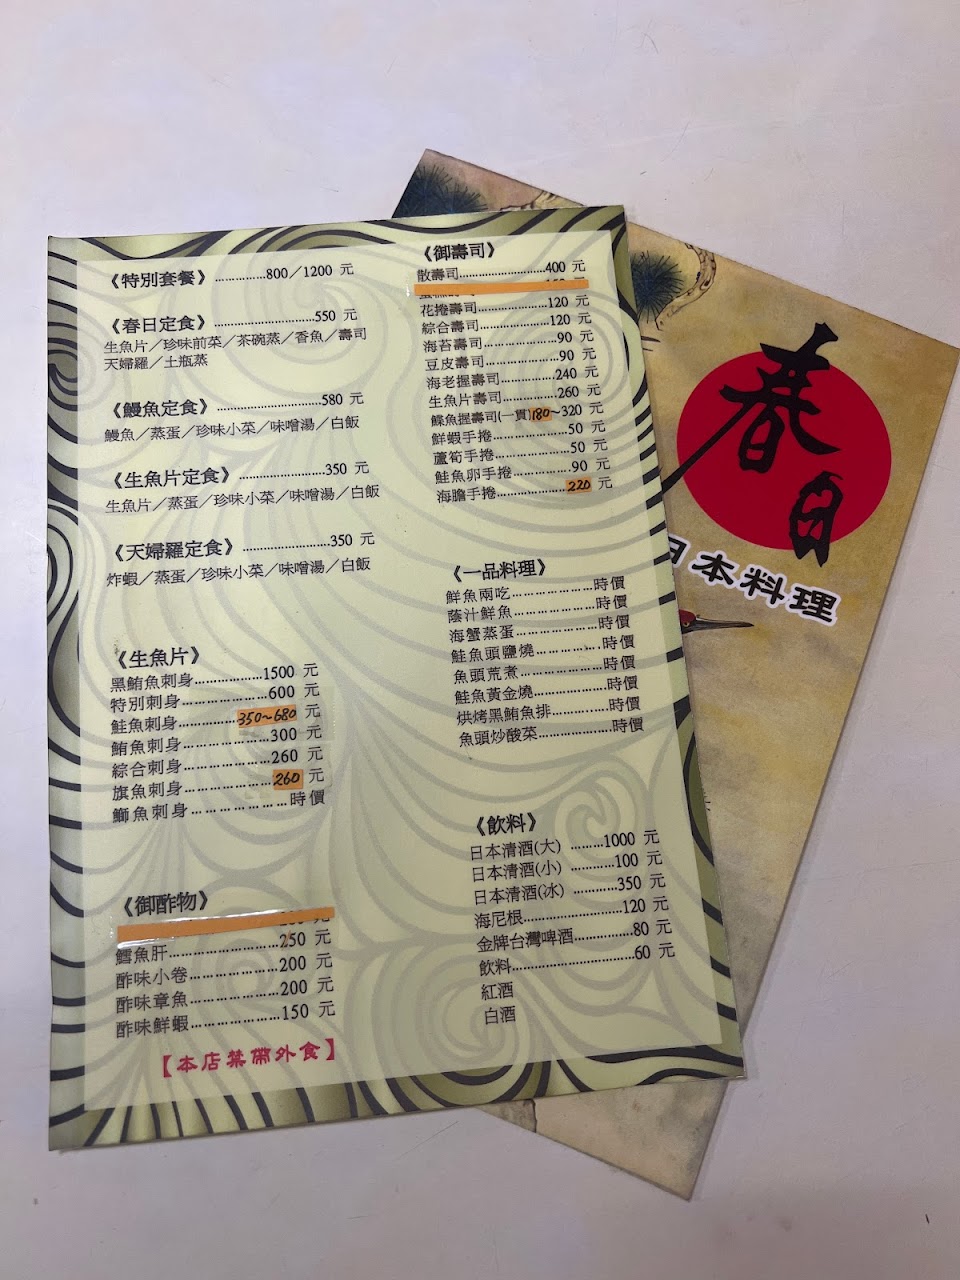 《特別套餐》..............800／1200 元
《春日定食》............................550 元
生魚片／珍味前菜／茶碗蒸／香魚／壽司
天婦羅／土瓶蒸
《鰻魚定食》.............................580 元
鰻魚／蒸蛋／珍味小菜／味噌湯／白飯
《生魚片定食》........................350 元
生魚片／蒸蛋／珍味小菜／味噌湯／白飯
《天婦羅定食》........................350 元
炸蝦／蒸蛋／珍味小菜／味噌湯／白飯
《生魚片》
黑鮪魚刺身...................1500 元
特別刺身........................600 元
鮭魚刺身................350~680 元
鮪魚刺身........................300 元
綜合刺身........................260 元
旗魚刺身........................260 元
鰤魚刺身…………………時價
《御酢物》
鱈魚肝...........................250 元
酢味小卷........................200 元
酢味章魚........................200 元
酢味鮮蝦........................150 元
【本店禁帶外食】
《御壽司》
散壽司............................400 元
花捲壽司........................120 元
綜合壽司........................120 元
海苔壽司..........................90 元
豆皮壽司..........................90 元
海老握壽司.....................240 元
生魚片壽司.....................260 元
鰈魚握壽司(一貫)180~320 元
鮮蝦手捲..........................50 元
蘆筍手捲..........................50 元
鮭魚卵手捲.......................90 元
海膽手捲........................220 元
《一品料理》
鮮魚兩吃……………………時價
蔭汁鮮魚……………………時價
海蟹蒸蛋……………………時價
鮭魚頭鹽燒…………………時價
魚頭荒煮……………………時價
鮭魚黃金燒…………………時價
烘烤黑鮪魚排………………時價
魚頭炒酸菜…………………時價
《飲料》
日本清酒(大) .........1000 元
日本清酒(小) ...........100 元
日本清酒(冰) ...........350 元
海尼根...........................120 元
金牌台灣啤酒.................80 元
飲料................................60 元
紅酒
白酒
春日
日本料理